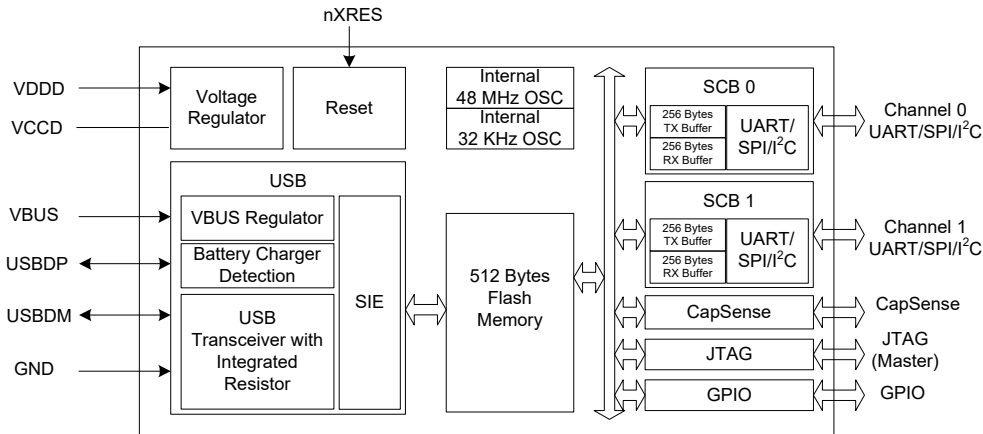 nXRES
VDDD
VCCD
VBUS
USBDP
USBDM
GND
Voltage
Regulator
Reset
Internal
48 MHz OSC
Internal
32 KHz OSC
USB
VBUS Regulator
Battery Charger
Detection
USB
Transceiver with
Integrated
Resistor
SIE
512 Bytes
Flash
Memory
SCB 0
256 Bytes
TX Buffer
256 Bytes
RX Buffer
UART/
SPI/I²C
SCB 1
256 Bytes
TX Buffer
256 Bytes
RX Buffer
UART/
SPI/I²C
CapSense
JTAG
GPIO
Channel 0
UART/SPI/I²C
Channel 1
UART/SPI/I²C
CapSense
JTAG
(Master)
GPIO